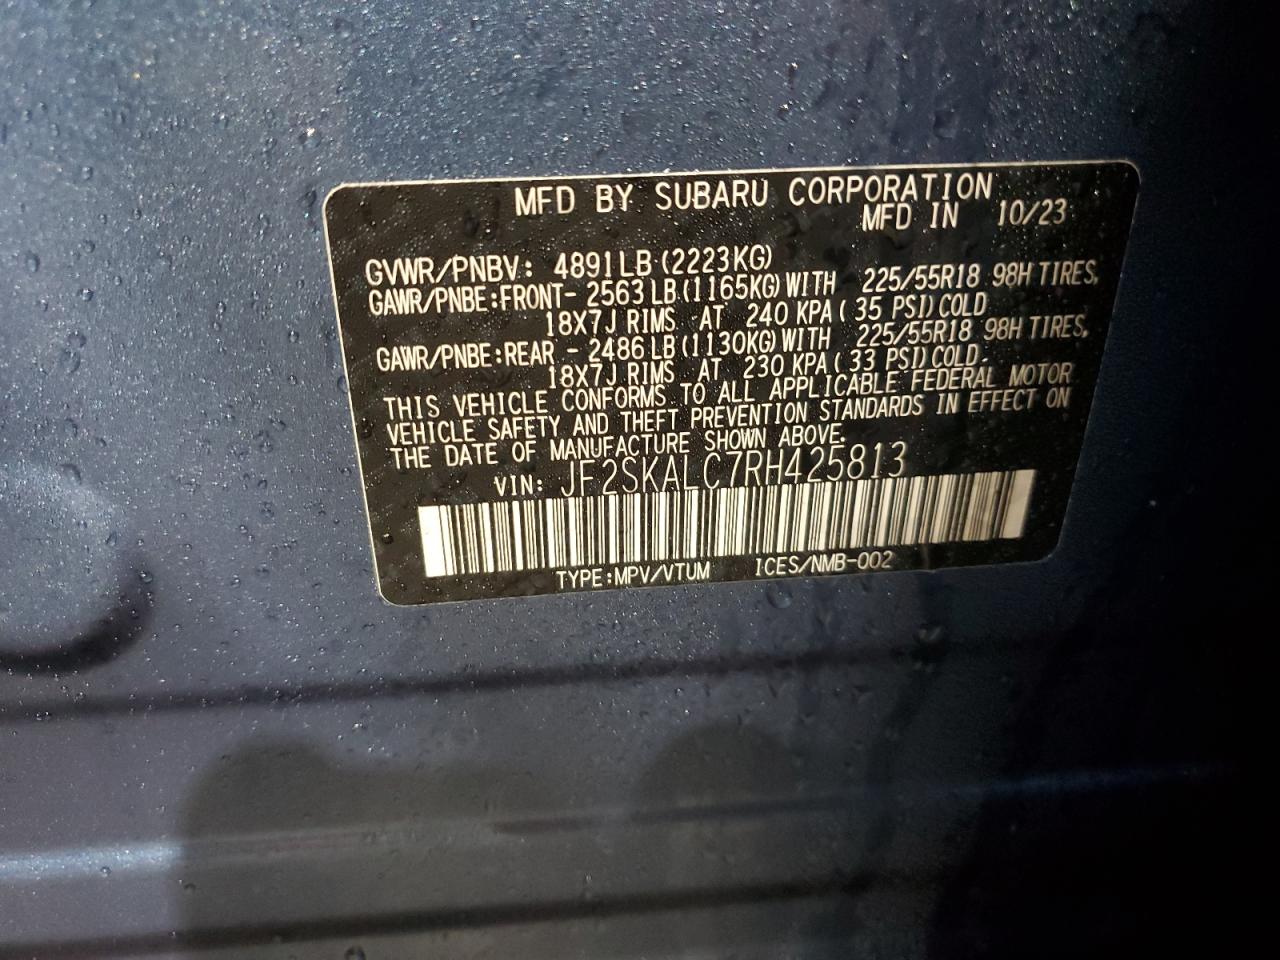 MFD BY SUBARU CORPORATION
MFD IN 10/23
GVWR/PNBV: 4891LB(2223KG)
GAWR/PNBE:FRONT- 2563LB(1165KG)WITH 225/55R18 98H TIRES,
18X7J RIMS AT 240 KPA( 35 PSI)COLD
GAWR/PNBE:REAR - 2486LB(1130KG)WITH 225/55R18 98H TIRES,
18X7J RIMS AT 230 KPA(33 PSI)COLD.
THIS VEHICLE CONFORMS TO ALL APPLICABLE FEDERAL MOTOR
VEHICLE SAFETY AND THEFT PREVENTION STANDARDS IN EFFECT ON
THE DATE OF MANUFACTURE SHOWN ABOVE.
VIN: JF2SKALC7RH425813
TYPE:MPV/VTUM ICES/NMB-002